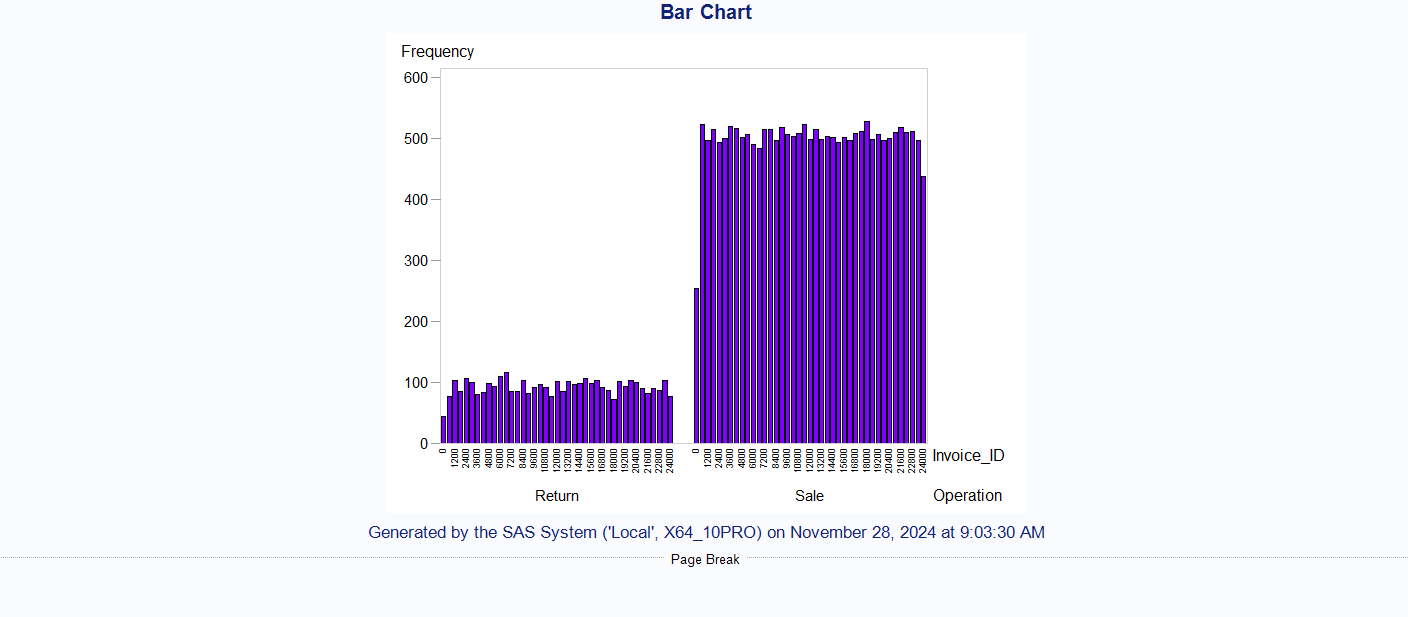 Bar Chart
Frequency
600
500
400
300
200
100
0
0 1200 2400 3600 4800 6000 7200 8400 9600 10800 12000 13200 14400 15600 16800 18000 19200 20400 21600 22800 24000 0 1200 2400 3600 4800 6000 7200 8400 9600 10800 12000 13200 14400 15600 16800 18000 19200 20400 21600 22800 24000 Invoice_ID
Return Sale Operation
Generated by the SAS System ('Local', X64_10PRO) on November 28, 2024 at 9:03:30 AM
Page Break